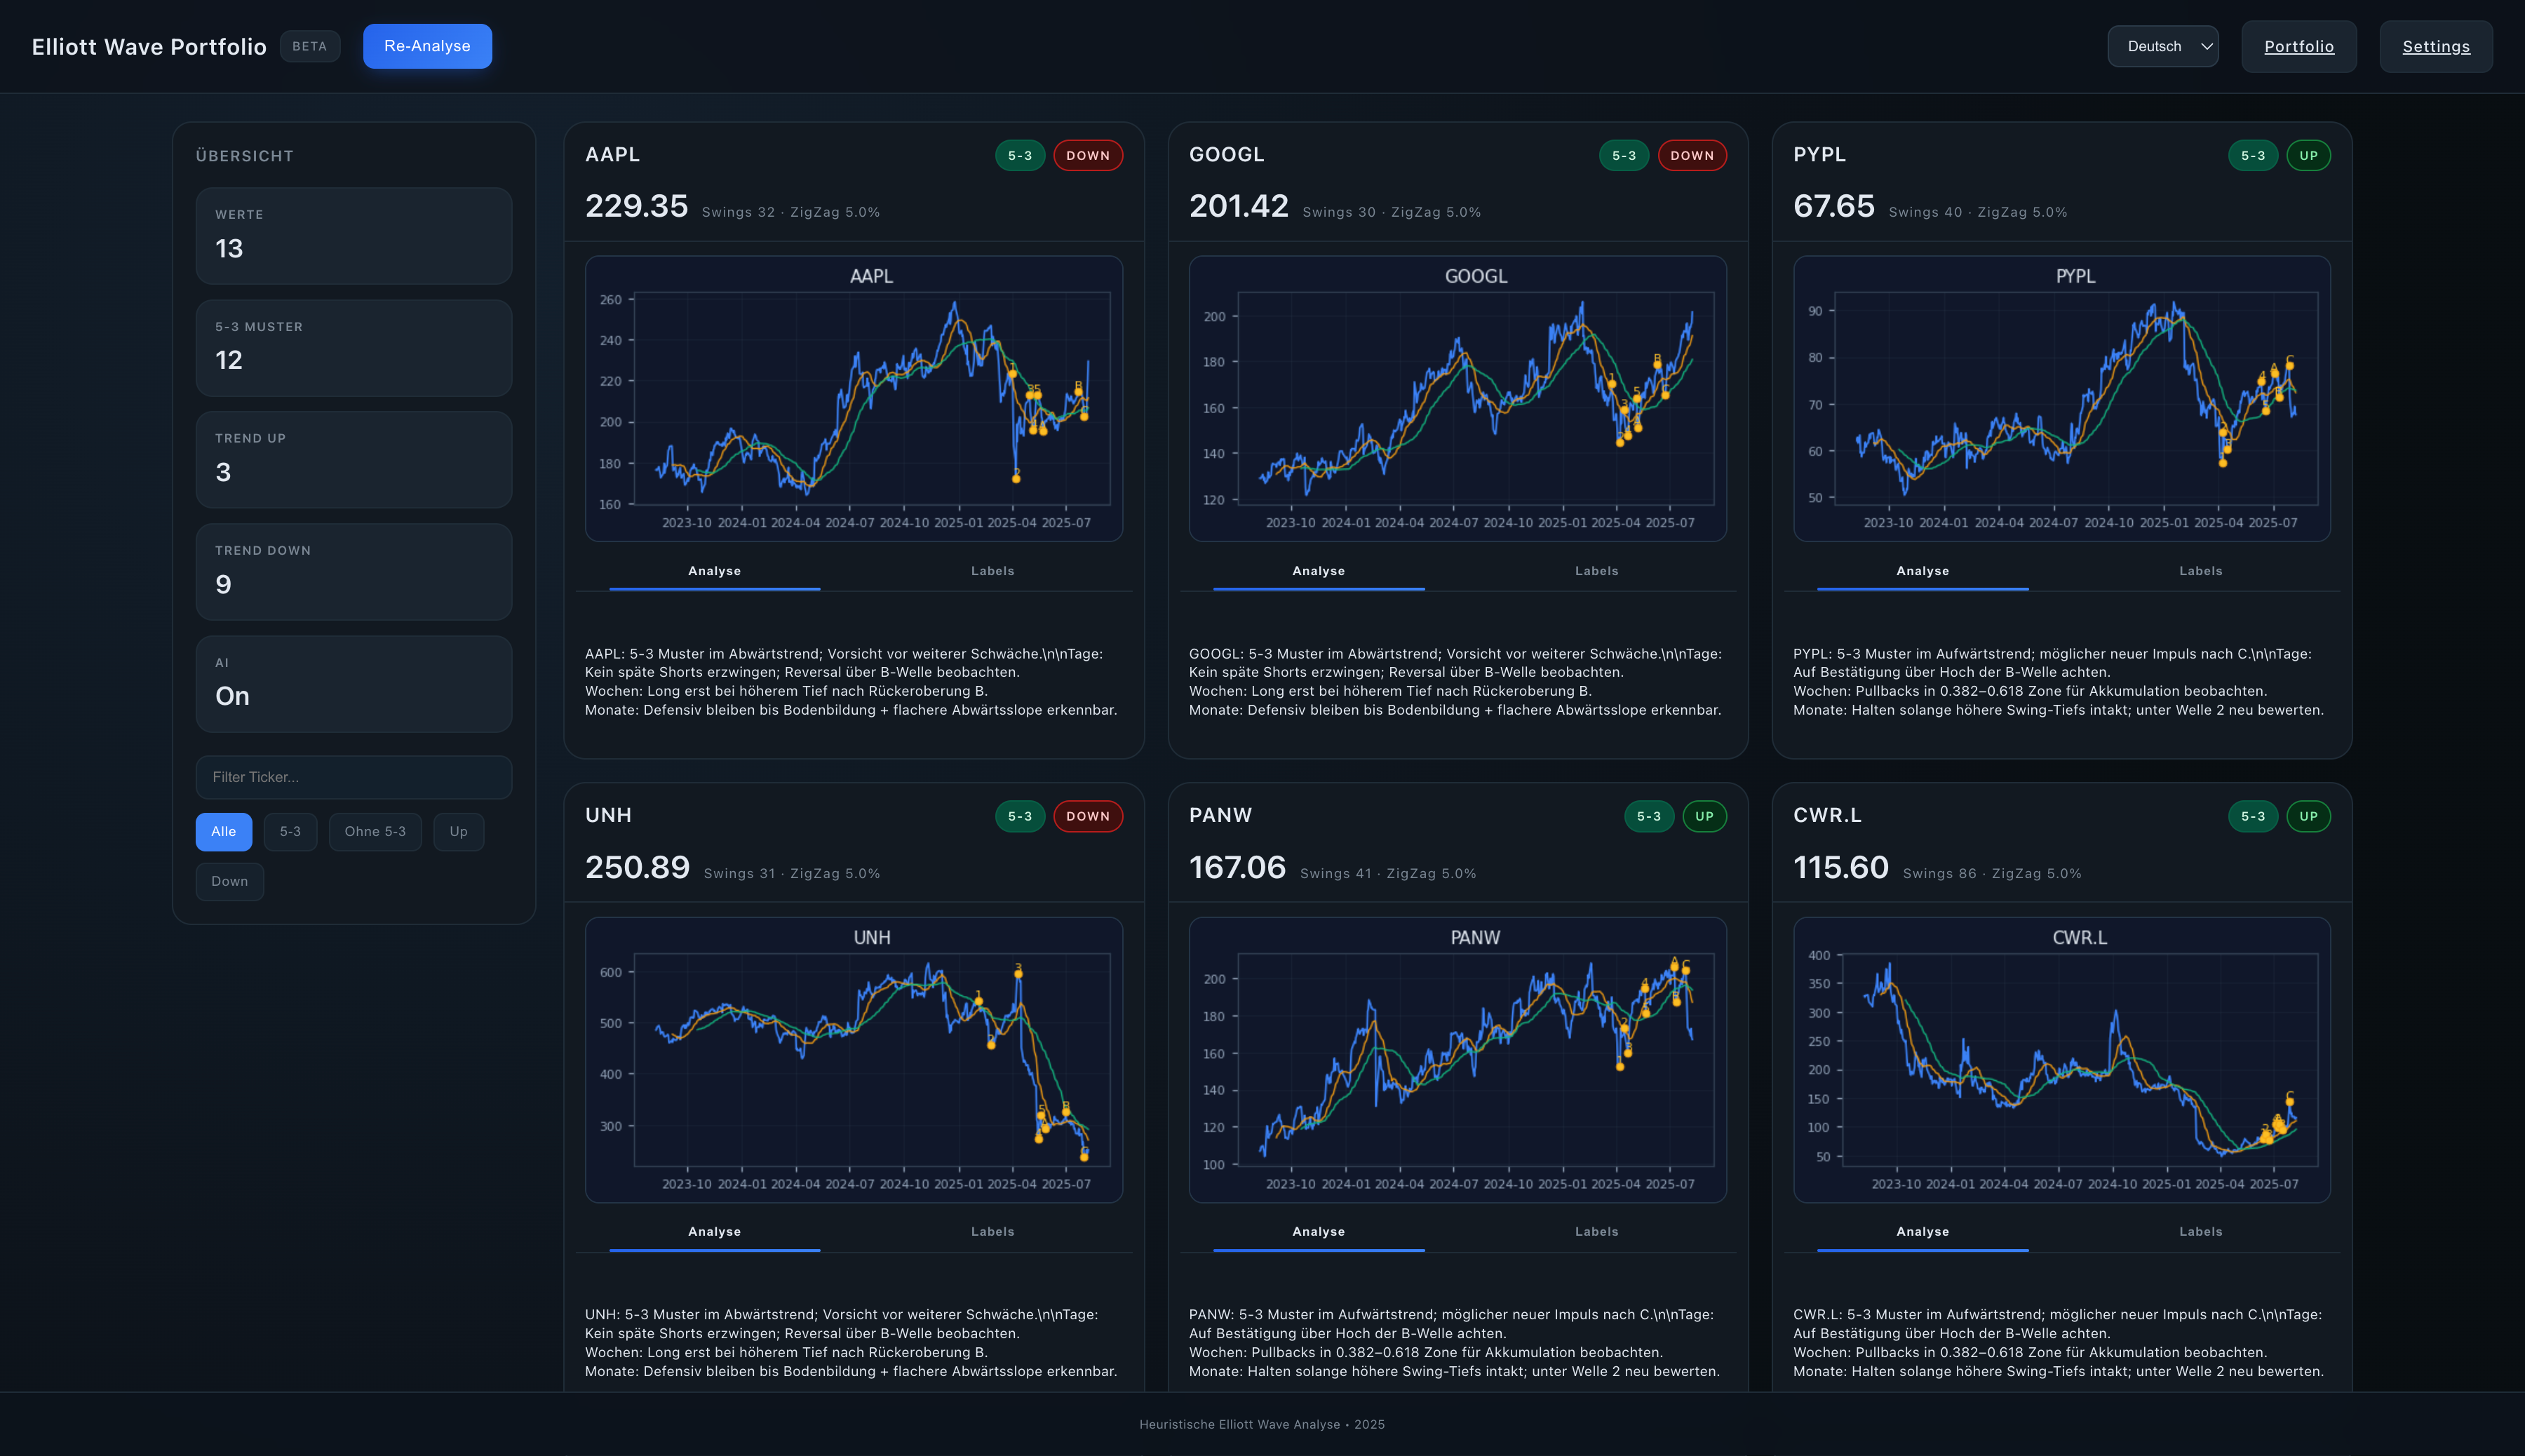 Elliott Wave Portfolio
BETA
Re-Analyse
Deutsch
Portfolio
Settings
ÜBERSICHT
WERTE
13
5-3 MUSTER
12
TREND UP
3
TREND DOWN
9
AI
On
Filter Ticker...
Alle
5-3
Ohne 5-3
Up
Down
AAPL
5-3
DOWN
229.35
Swings 32 · ZigZag 5.0%
AAPL
260
240
220
200
180
160
2023-10 2024-01 2024-04 2024-07 2024-10 2025-01 2025-04 2025-07
1
2
3
5
B
Analyse
Labels
AAPL: 5-3 Muster im Abwärtstrend; Vorsicht vor weiterer Schwäche.\n\nTage:
Kein späte Shorts erzwingen; Reversal über B-Welle beobachten.
Wochen: Long erst bei höherem Tief nach Rückeroberung B.
Monate: Defensiv bleiben bis Bodenbildung + flachere Abwärtsslope erkennbar.
GOOGL
5-3
DOWN
201.42
Swings 30 · ZigZag 5.0%
GOOGL
200
180
160
140
120
2023-10 2024-01 2024-04 2024-07 2024-10 2025-01 2025-04 2025-07
1
3
5
B
C
Analyse
Labels
GOOGL: 5-3 Muster im Abwärtstrend; Vorsicht vor weiterer Schwäche.\n\nTage:
Kein späte Shorts erzwingen; Reversal über B-Welle beobachten.
Wochen: Long erst bei höherem Tief nach Rückeroberung B.
Monate: Defensiv bleiben bis Bodenbildung + flachere Abwärtsslope erkennbar.
PYPL
5-3
UP
67.65
Swings 40 · ZigZag 5.0%
PYPL
90
80
70
60
50
2023-10 2024-01 2024-04 2024-07 2024-10 2025-01 2025-04 2025-07
4
A
C
Analyse
Labels
PYPL: 5-3 Muster im Aufwärtstrend; möglicher neuer Impuls nach C.\n\nTage:
Auf Bestätigung über Hoch der B-Welle achten.
Wochen: Pullbacks in 0.382–0.618 Zone für Akkumulation beobachten.
Monate: Halten solange höhere Swing-Tiefs intakt; unter Welle 2 neu bewerten.
UNH
5-3
DOWN
250.89
Swings 31 · ZigZag 5.0%
UNH
600
500
400
300
2023-10 2024-01 2024-04 2024-07 2024-10 2025-01 2025-04 2025-07
1
2
3
5
B
Analyse
Labels
UNH: 5-3 Muster im Abwärtstrend; Vorsicht vor weiterer Schwäche.\n\nTage:
Kein späte Shorts erzwingen; Reversal über B-Welle beobachten.
Wochen: Long erst bei höherem Tief nach Rückeroberung B.
Monate: Defensiv bleiben bis Bodenbildung + flachere Abwärtsslope erkennbar.
PANW
5-3
UP
167.06
Swings 41 · ZigZag 5.0%
PANW
200
180
160
140
120
100
2023-10 2024-01 2024-04 2024-07 2024-10 2025-01 2025-04 2025-07
1
2
3
4
A
C
Analyse
Labels
PANW: 5-3 Muster im Aufwärtstrend; möglicher neuer Impuls nach C.\n\nTage:
Auf Bestätigung über Hoch der B-Welle achten.
Wochen: Pullbacks in 0.382–0.618 Zone für Akkumulation beobachten.
Monate: Halten solange höhere Swing-Tiefs intakt; unter Welle 2 neu bewerten.
CWR.L
5-3
UP
115.60
Swings 86 · ZigZag 5.0%
CWR.L
400
350
300
250
200
150
100
50
2023-10 2024-01 2024-04 2024-07 2024-10 2025-01 2025-04 2025-07
2
A
C
Analyse
Labels
CWR.L: 5-3 Muster im Aufwärtstrend; möglicher neuer Impuls nach C.\n\nTage:
Auf Bestätigung über Hoch der B-Welle achten.
Wochen: Pullbacks in 0.382–0.618 Zone für Akkumulation beobachten.
Monate: Halten solange höhere Swing-Tiefs intakt; unter Welle 2 neu bewerten.
Heuristische Elliott Wave Analyse • 2025